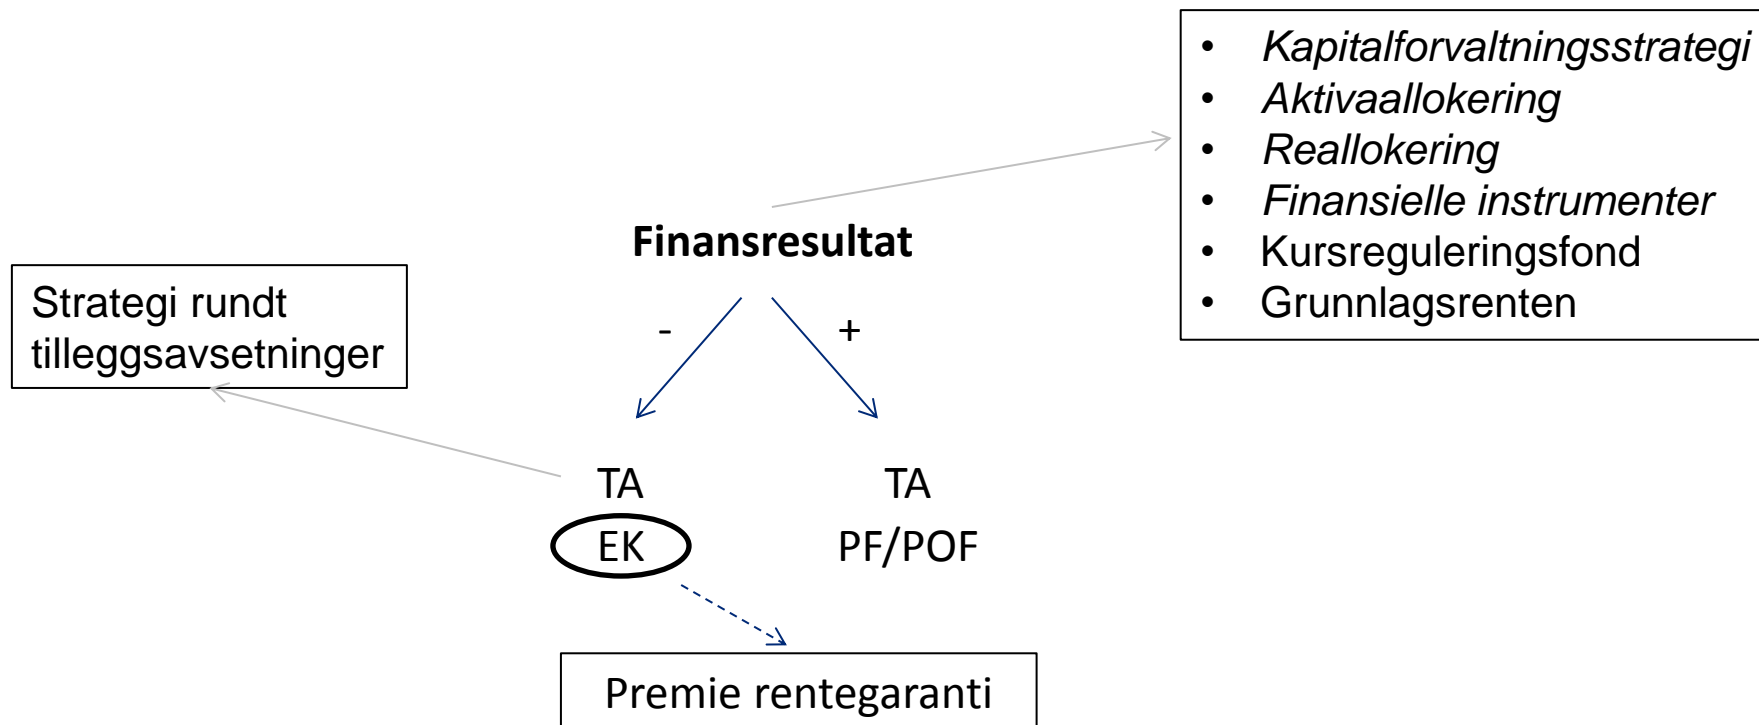 • Kapitalforvaltningsstrategi
• Aktivaallokering
• Reallokering
• Finansielle instrumenter
• Kursreguleringsfond
• Grunnlagsrenten
Finansresultat
Strategi rundt
tilleggsavsetninger
- +
TA TA
EK PF/POF
Premie rentegaranti